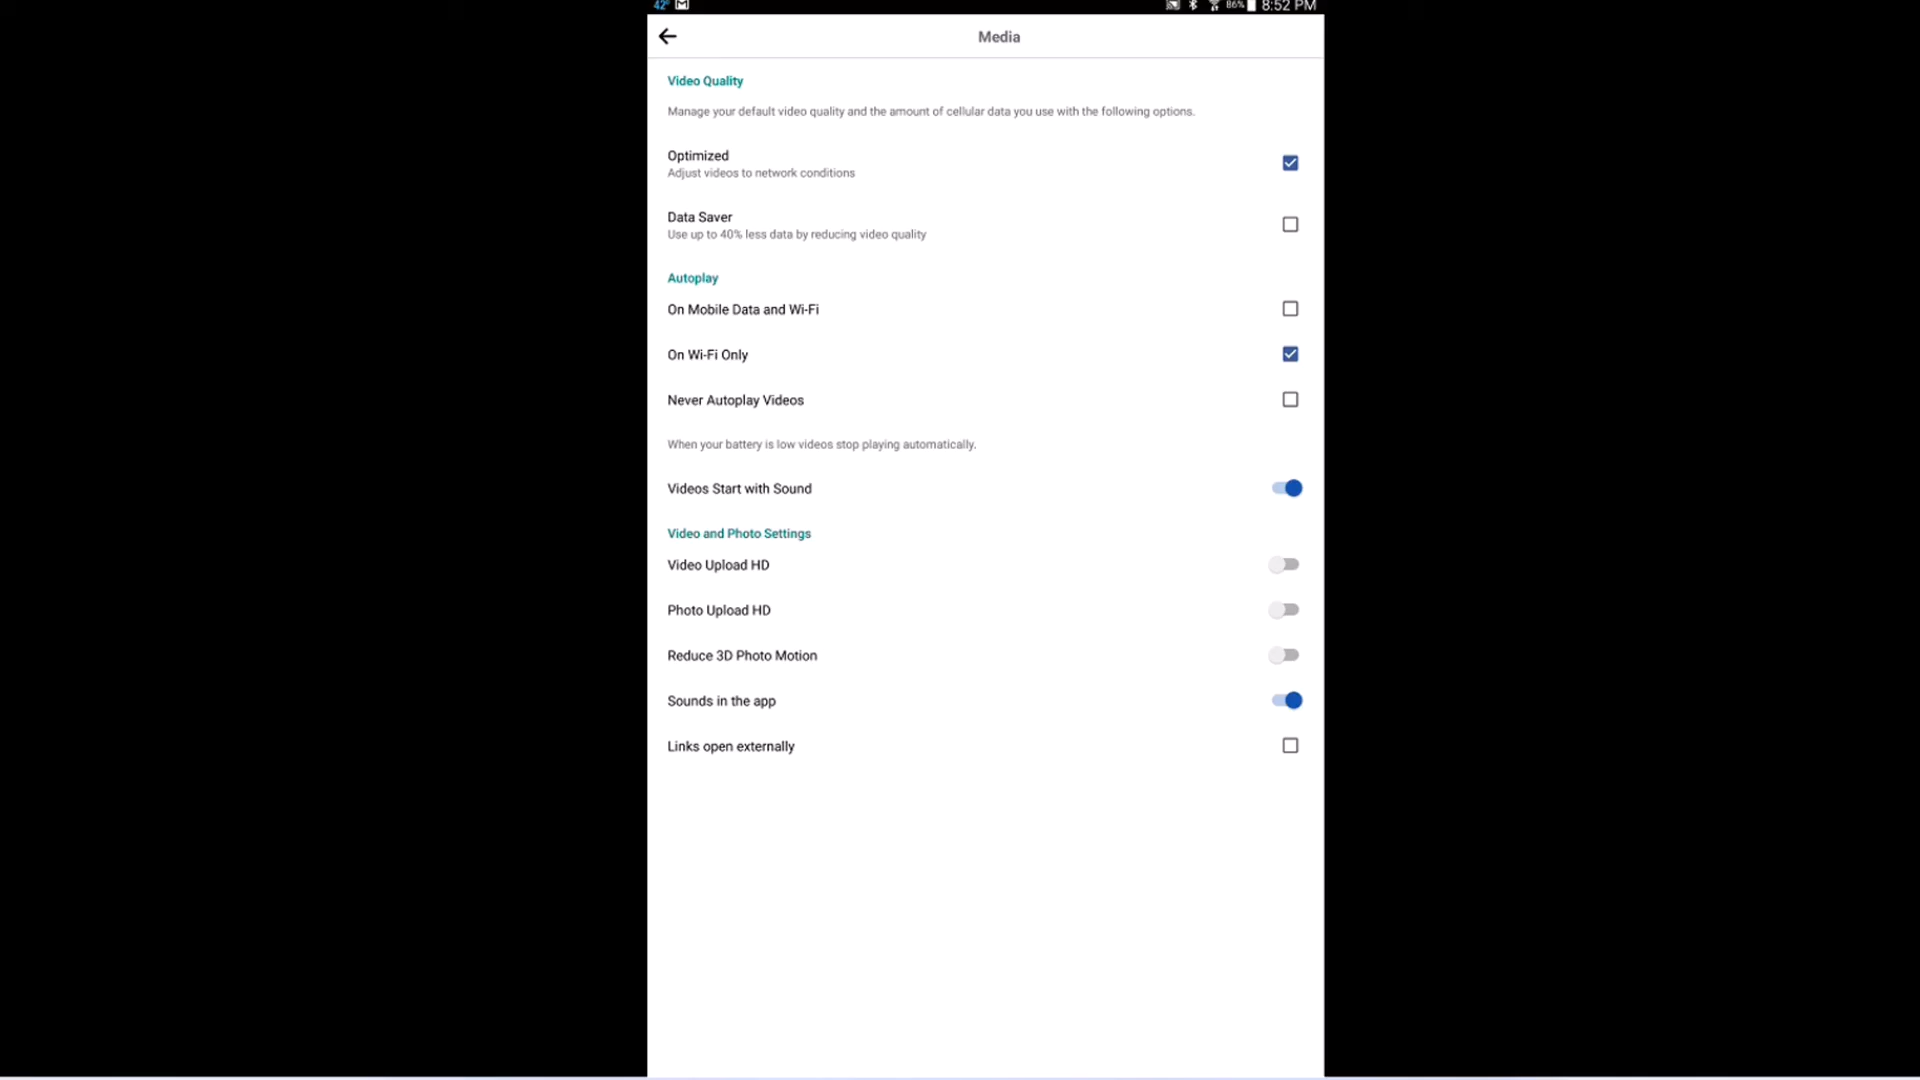 42° 86% 8:52 PM
Media
Video Quality
Manage your default video quality and the amount of cellular data you use with the following options.
Optimized
Adjust videos to network conditions
Data Saver
Use up to 40% less data by reducing video quality
Autoplay
On Mobile Data and Wi-Fi
On Wi-Fi Only
Never Autoplay Videos
When your battery is low videos stop playing automatically.
Videos Start with Sound
Video and Photo Settings
Video Upload HD
Photo Upload HD
Reduce 3D Photo Motion
Sounds in the app
Links open externally